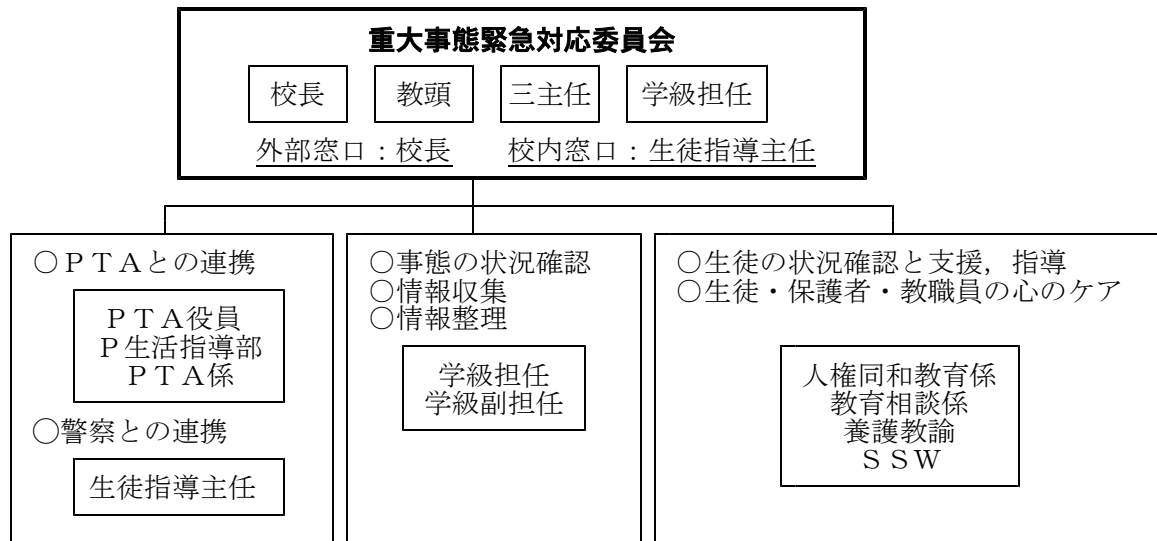 重大事態緊急対応委員会
校長 教頭 三主任 学級担任
外部窓口：校長 校内窓口：生徒指導主任
○ＰＴＡとの連携
ＰＴＡ役員
Ｐ生活指導部
ＰＴＡ係
○警察との連携
生徒指導主任
○事態の状況確認
○情報収集
○情報整理
学級担任
学級副担任
○生徒の状況確認と支援，指導
○生徒・保護者・教職員の心のケア
人権同和教育係
教育相談係
養護教諭
ＳＳＷ